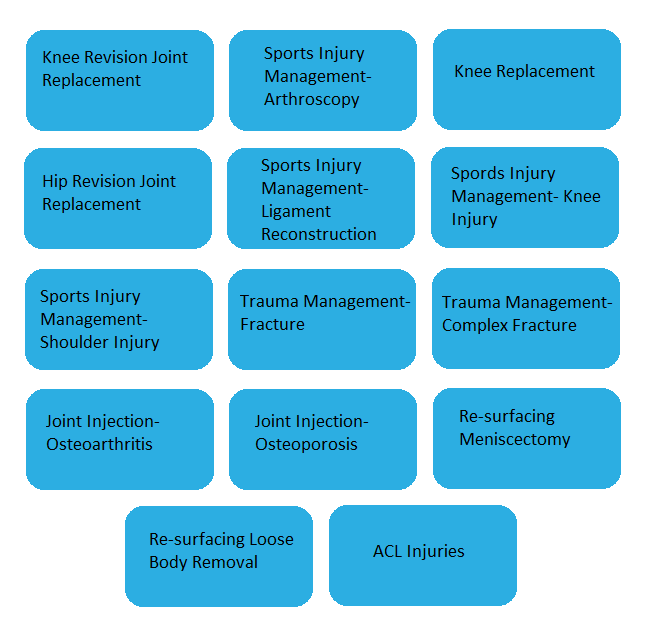 Knee Revision Joint
Replacement
Sports Injury
Management-
Arthroscopy
Knee Replacement
Hip Revision Joint
Replacement
Sports Injury
Management-
Ligament
Reconstruction
Spords Injury
Management- Knee
Injury
Sports Injury
Management-
Shoulder Injury
Trauma Management-
Fracture
Trauma Management-
Complex Fracture
Joint Injection-
Osteoarthritis
Joint Injection-
Osteoporosis
Re-surfacing
Meniscectomy
Re-surfacing Loose
Body Removal
ACL Injuries